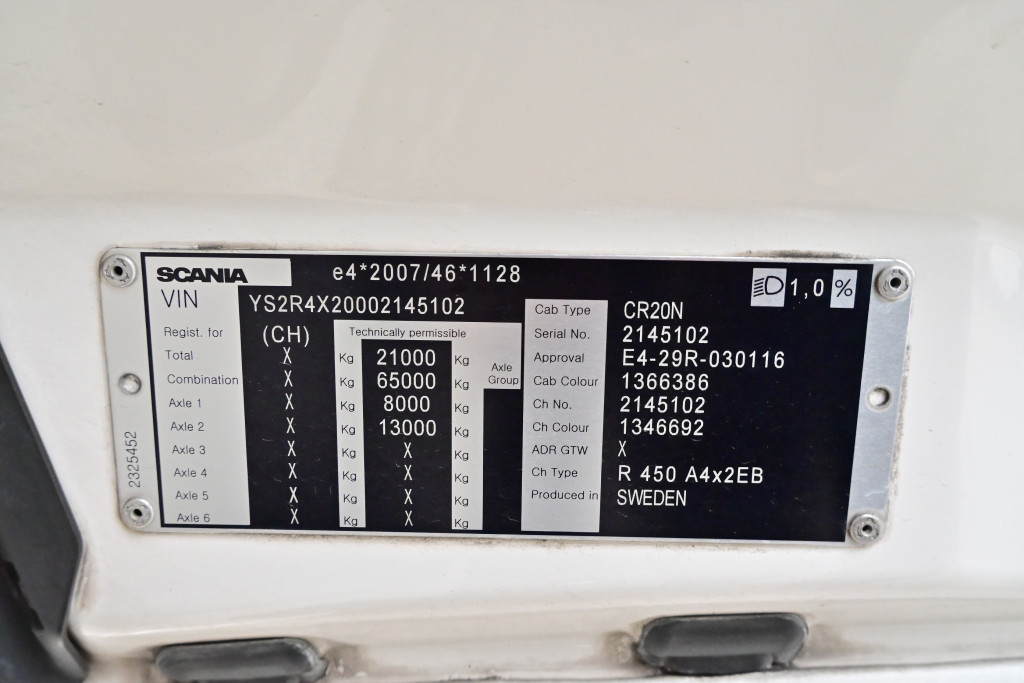 SCANIA e4*2007/46*1128 1,0 %
VIN YS2R4X20002145102
Regist. for (CH) Technically permissible
Total X Kg 21000 Kg
Combination X Kg 65000 Kg Axle Group
Axle 1 X Kg 8000 Kg
Axle 2 X Kg 13000 Kg
Axle 3 X Kg X Kg
Axle 4 X Kg X Kg
Axle 5 X Kg X Kg
Axle 6 X Kg X Kg
Cab Type CR20N
Serial No. 2145102
Approval E4-29R-030116
Cab Colour 1366386
Ch No. 2145102
Ch Colour 1346692
ADR GTW X
Ch Type R 450 A4x2EB
Produced in SWEDEN
2325452